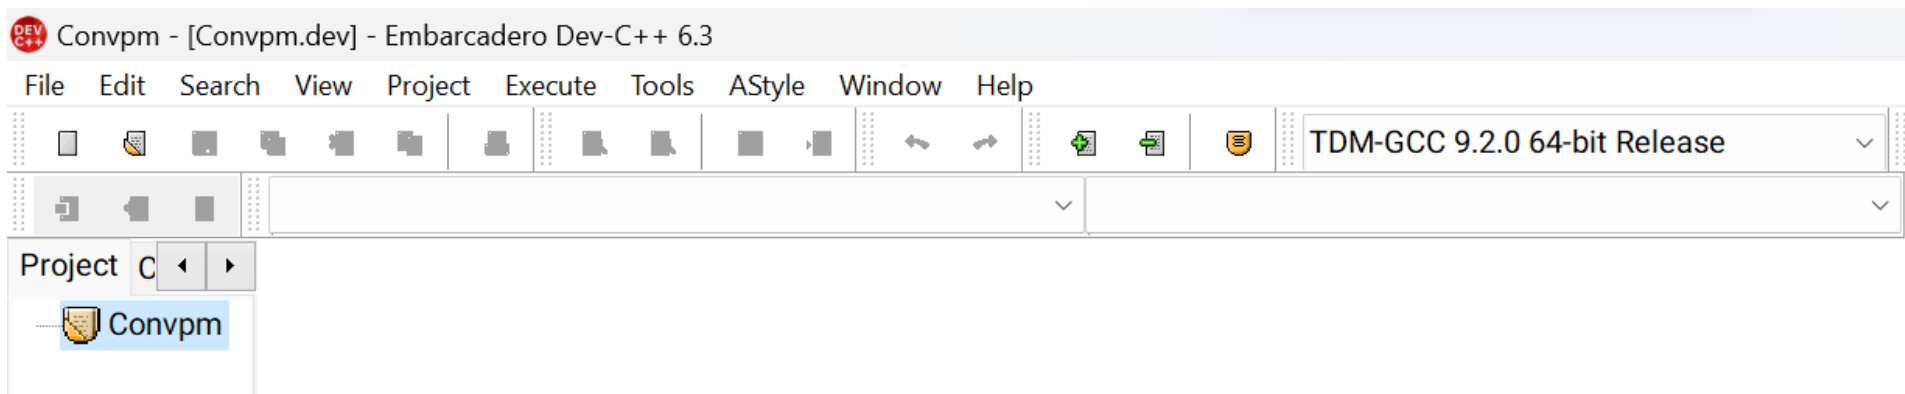 DEV C++ Convpm - [Convpm.dev] - Embarcadero Dev-C++ 6.3
File Edit Search View Project Execute Tools AStyle Window Help
TDM-GCC 9.2.0 64-bit Release
Project C
Convpm